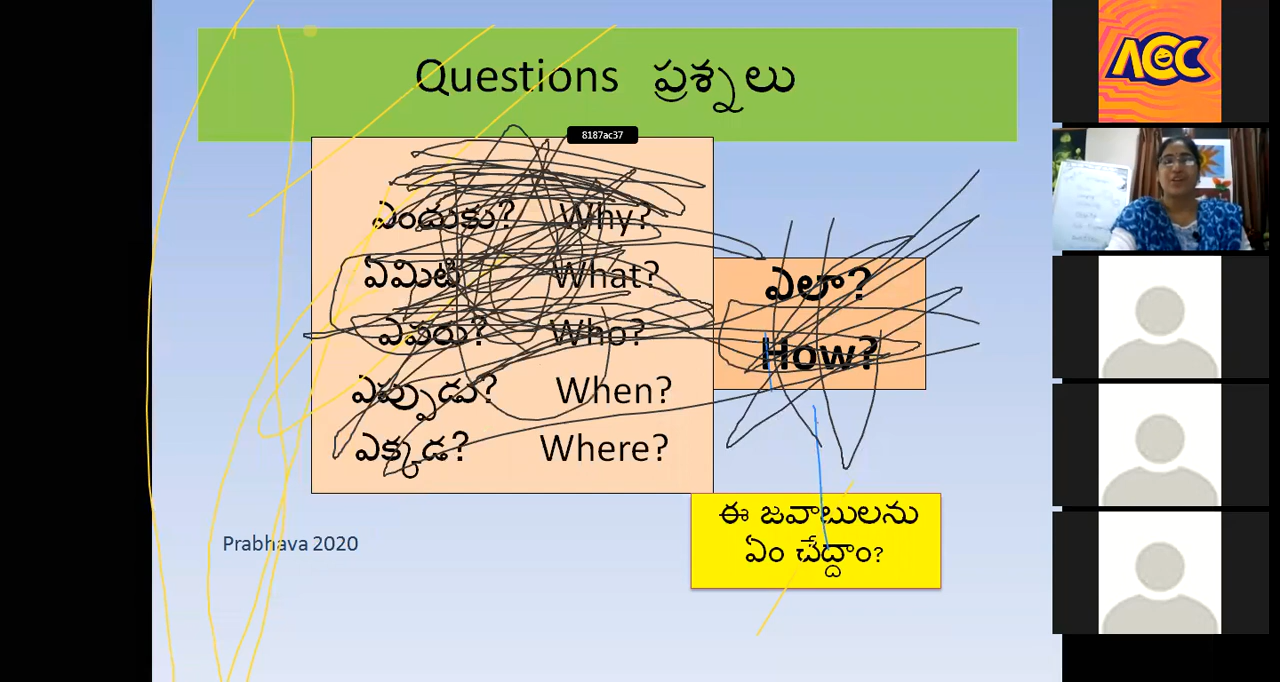 Questions ప్రశ్నలు
8187ac37
ఎందుకు? Why?
ఏమిటి What?
ఎవరు? Who?
ఎప్పుడు? When?
ఎక్కడ? Where?
ఎలా?
How?
ఈ జవాబులను
ఏం చేద్దాం?
Prabhava 2020
ACC